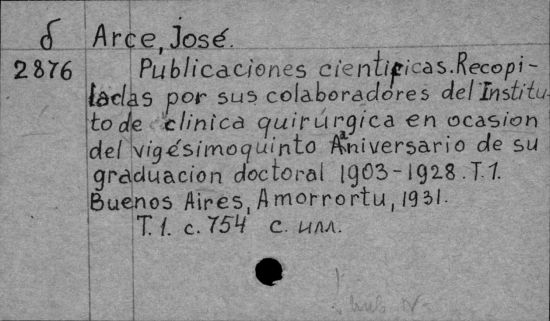 б Arce, José.
2876 Publicaciones cientificas. Recopi-
ladas por sus colaboradores del Institu-
to de clinica quirúrgica en ocasion
del vigésimoquinto Aniversario de su
graduacion doctoral 1903-1928. T. 1.
Buenos Aires, Amorrortu, 1931.
T. 1. c. 754 с. илл.